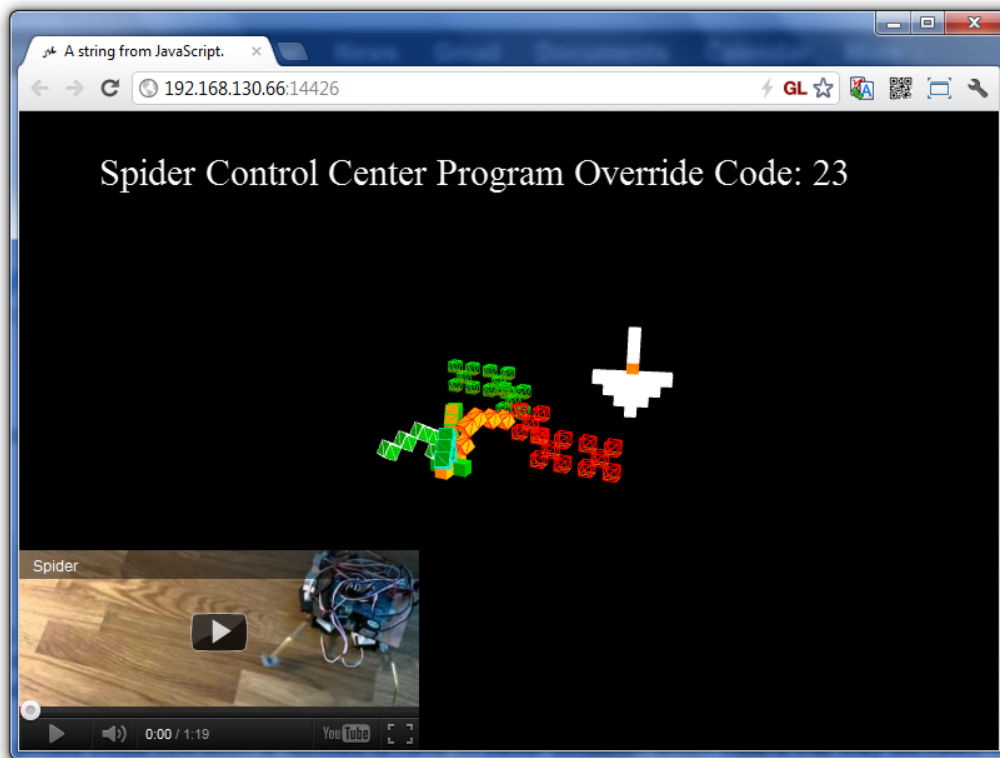 A string from JavaScript.
192.168.130.66:14426
GL
Spider Control Center Program Override Code: 23
Spider
0:00 / 1:19
YouTube